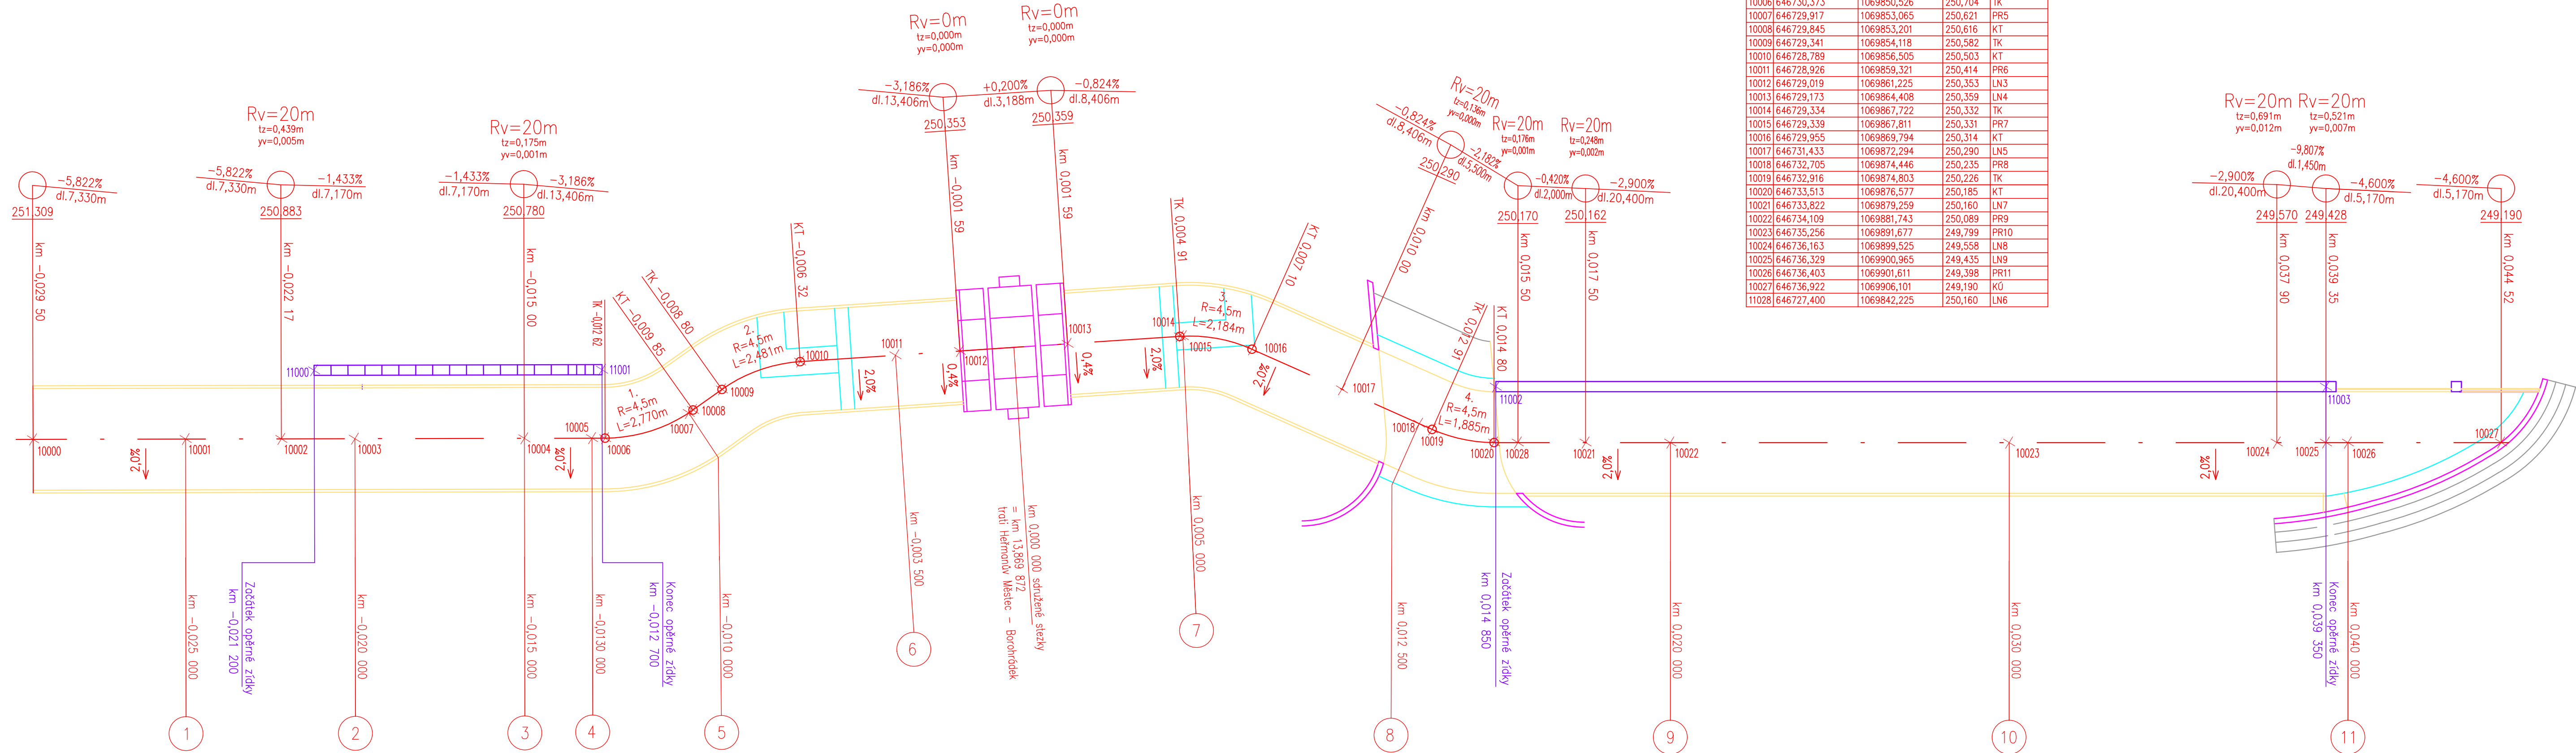 Rv=0m
tz=0,000m
yv=0,000m
Rv=0m
tz=0,000m
yv=0,000m
10006 646730,373 1069850,526 250,704 TK
10007 646729,917 1069853,065 250,621 PR5
10008 646729,845 1069853,201 250,616 KT
10009 646729,341 1069854,118 250,582 TK
10010 646728,789 1069856,505 250,503 KT
10011 646728,926 1069859,321 250,414 PR6
10012 646729,019 1069861,225 250,353 LN3
10013 646729,173 1069864,408 250,359 LN4
10014 646729,334 1069867,722 250,332 TK
10015 646729,339 1069867,811 250,331 PR7
10016 646729,955 1069869,794 250,314 KT
10017 646731,433 1069872,294 250,290 LN5
10018 646732,705 1069874,446 250,235 PR8
10019 646732,916 1069874,803 250,226 TK
10020 646733,513 1069876,577 250,185 KT
10021 646733,822 1069879,259 250,160 LN7
10022 646734,109 1069881,743 250,089 PR9
10023 646735,256 1069891,677 249,799 PR10
10024 646736,163 1069899,525 249,558 LN8
10025 646736,329 1069900,965 249,435 LN9
10026 646736,403 1069901,611 249,398 PR11
10027 646736,922 1069906,101 249,190 KÚ
11028 646727,400 1069842,225 250,160 LN6
-5,822%
dl.7,330m
251,309
km -0,029 50
Rv=20m
tz=0,439m
yv=0,005m
-5,822%
dl.7,330m
-1,433%
dl.7,170m
250,883
km -0,022 17
Rv=20m
tz=0,175m
yv=0,001m
-1,433%
dl.7,170m
-3,186%
dl.13,406m
250,780
km -0,015 00
-3,186%
dl.13,406m
+0,200%
dl.3,188m
-0,824%
dl.8,406m
250,353
250,359
km -0,001 59
km 0,001 59
Rv=20m
tz=0,136m
yv=0,000m
-0,824%
dl.8,406m
-2,182%
dl.5,500m
250,290
km 0,010 00
Rv=20m
tz=0,176m
yv=0,001m
Rv=20m
tz=0,248m
yv=0,002m
-0,420%
dl.2,000m
-2,900%
dl.20,400m
250,170
250,162
km 0,015 50
km 0,017 50
Rv=20m
tz=0,691m
yv=0,012m
Rv=20m
tz=0,521m
yv=0,007m
-2,900%
dl.20,400m
-9,807%
dl.1,450m
-4,600%
dl.5,170m
-4,600%
dl.5,170m
249,570
249,428
249,190
km 0,037 90
km 0,039 35
km 0,044 52
TK -0,012 62
KT -0,009 85
TK -0,008 80
KT -0,006 32
TK 0,004 91
KT 0,007 10
TK 0,012 91
KT 0,014 80
1.
R=4,5m
L=2,770m
2.
R=4,5m
L=2,481m
3.
R=4,5m
L=2,184m
4.
R=4,5m
L=1,885m
10000
10001
10002
10003
10004
10005
10006
10007
10008
10009
10010
10011
10012
10013
10014
10015
10016
10017
10018
10019
10020
10028
10021
10022
10023
10024
10025
10026
10027
11000
11001
11002
11003
2,0%
2,0%
2,0%
0,4%
0,4%
2,0%
2,0%
2,0%
2,0%
km -0,025 000
Začátek opěrné zídky
km -0,021 200
km -0,020 000
km -0,015 000
km -0,0130 000
Konec opěrné zídky
km -0,012 700
km -0,010 000
km -0,003 500
km 0,000 000 sdružené stezky
= km 13,869 872
trati Heřmanův Městec - Borohrádek
km 0,005 000
km 0,012 500
Začátek opěrné zídky
km 0,014 850
km 0,020 000
km 0,030 000
Konec opěrné zídky
km 0,039 350
km 0,040 000
1
2
3
4
5
6
7
8
9
10
11